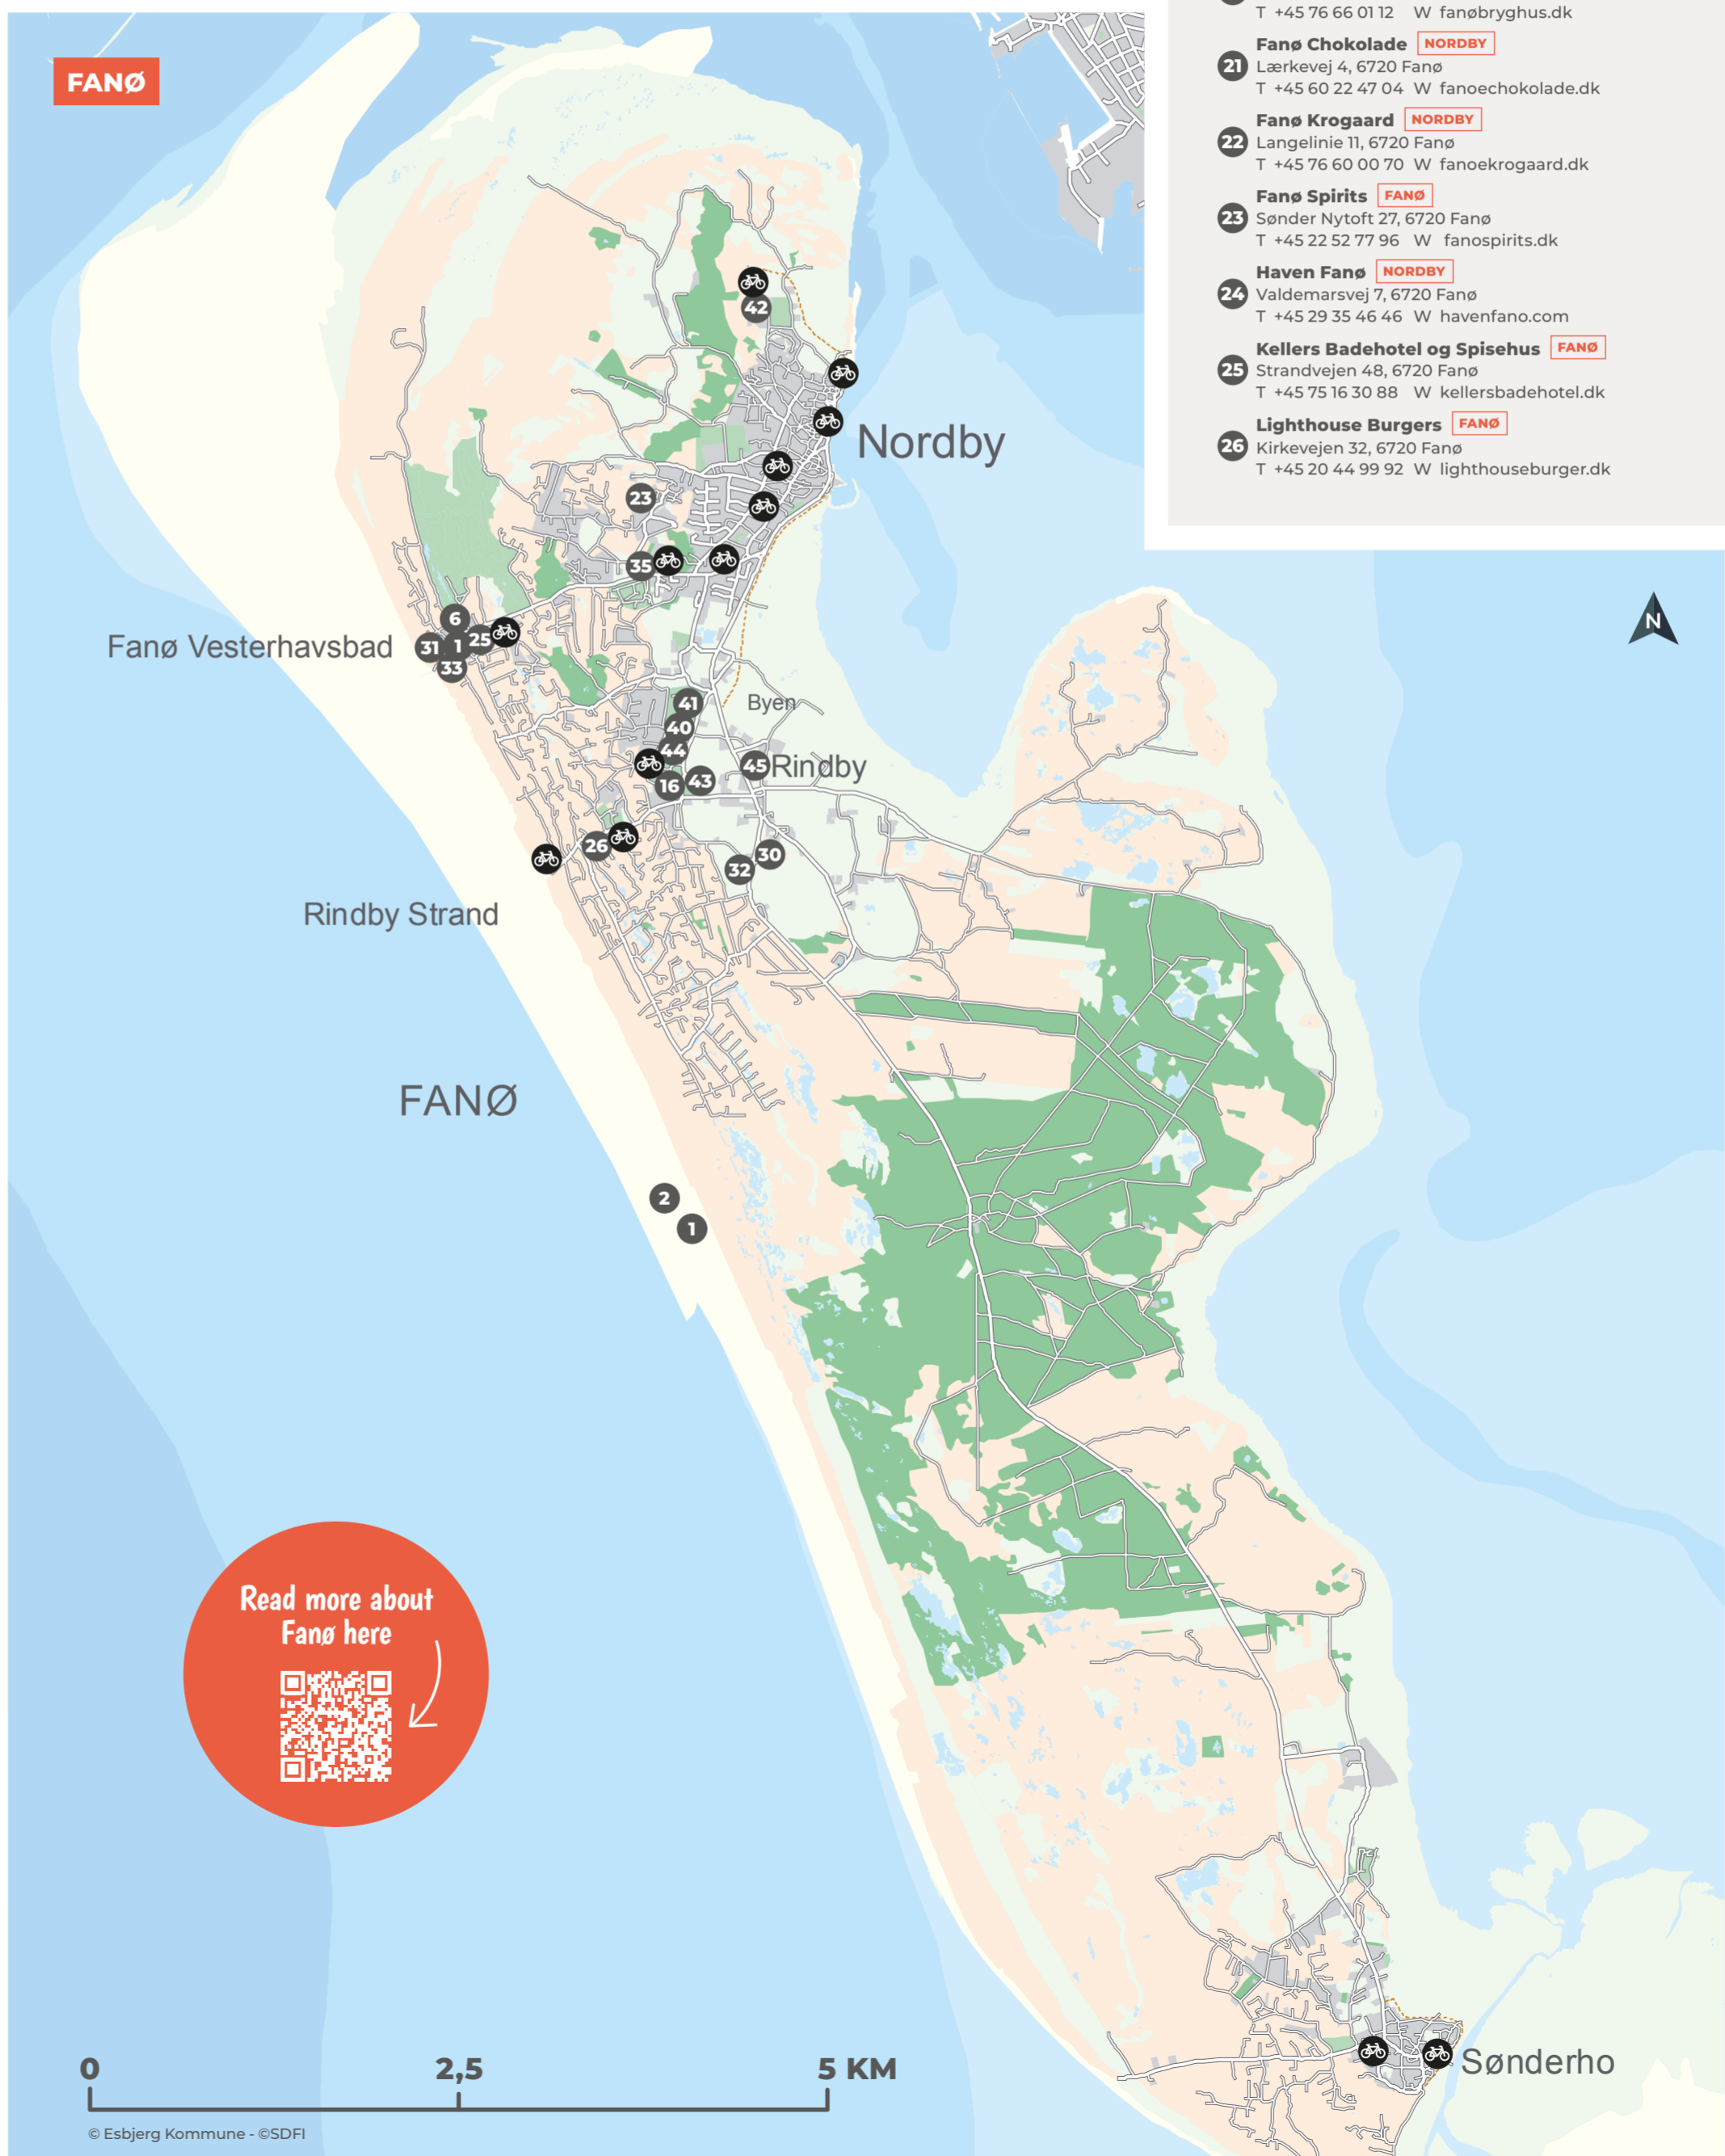 FANØ
T +45 76 66 01 12 W fanøbryghus.dk
Fanø Chokolade NORDBY
21 Lærkevej 4, 6720 Fanø
T +45 60 22 47 04 W fanoechokolade.dk
Fanø Krogaard NORDBY
22 Langelinie 11, 6720 Fanø
T +45 76 60 00 70 W fanoekrogaard.dk
Fanø Spirits FANØ
23 Sønder Nytoft 27, 6720 Fanø
T +45 22 52 77 96 W fanospirits.dk
Haven Fanø NORDBY
24 Valdemarsvej 7, 6720 Fanø
T +45 29 35 46 46 W havenfano.com
Kellers Badehotel og Spisehus FANØ
25 Strandvejen 48, 6720 Fanø
T +45 75 16 30 88 W kellersbadehotel.dk
Lighthouse Burgers FANØ
26 Kirkevejen 32, 6720 Fanø
T +45 20 44 99 92 W lighthouseburger.dk
42
Nordby
23
35
6
Fanø Vesterhavsbad
31 1 25
33
N
41
Byen
40
44
45 Rindby
16 43
26
30
32
Rindby Strand
FANØ
2
1
Read more about
Fanø here
Sønderho
0 2,5 5 KM
© Esbjerg Kommune - ©SDFI